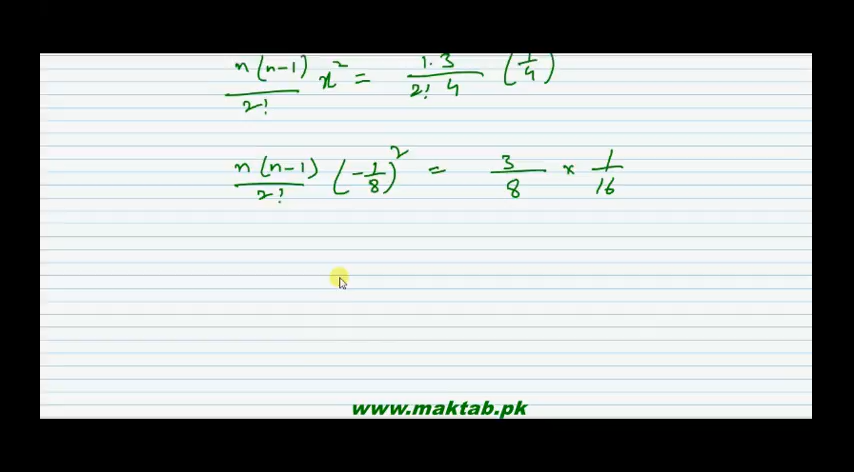 n(n-1)/2! x² = 1·3/2! 4 (1/4)
n(n-1)/2! (-1/8)² = 3/8 × 1/16
www.maktab.pk